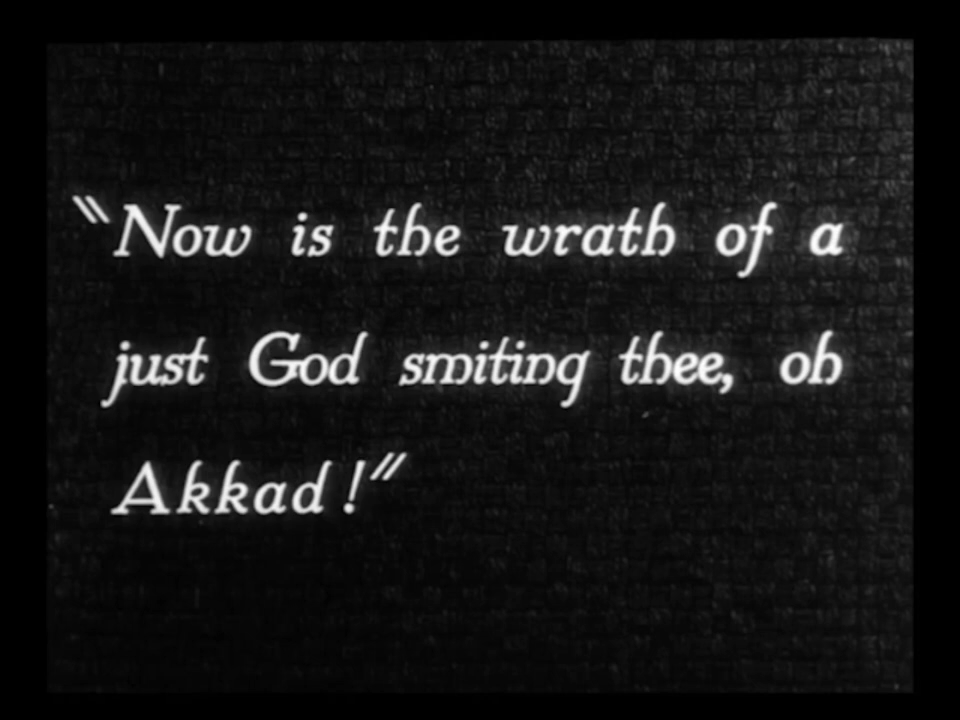 “Now is the wrath of a
just God smiting thee, oh
Akkad!”